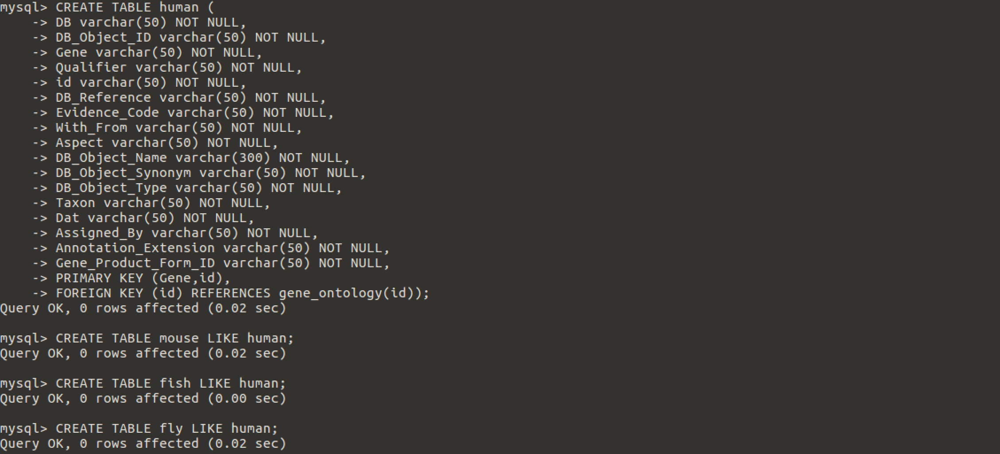 mysql> CREATE TABLE human (
    -> DB varchar(50) NOT NULL,
    -> DB_Object_ID varchar(50) NOT NULL,
    -> Gene varchar(50) NOT NULL,
    -> Qualifier varchar(50) NOT NULL,
    -> id varchar(50) NOT NULL,
    -> DB_Reference varchar(50) NOT NULL,
    -> Evidence_Code varchar(50) NOT NULL,
    -> With_From varchar(50) NOT NULL,
    -> Aspect varchar(50) NOT NULL,
    -> DB_Object_Name varchar(300) NOT NULL,
    -> DB_Object_Synonym varchar(50) NOT NULL,
    -> DB_Object_Type varchar(50) NOT NULL,
    -> Taxon varchar(50) NOT NULL,
    -> Dat varchar(50) NOT NULL,
    -> Assigned_By varchar(50) NOT NULL,
    -> Annotation_Extension varchar(50) NOT NULL,
    -> Gene_Product_Form_ID varchar(50) NOT NULL,
    -> PRIMARY KEY (Gene,id),
    -> FOREIGN KEY (id) REFERENCES gene_ontology(id));
Query OK, 0 rows affected (0.02 sec)

mysql> CREATE TABLE mouse LIKE human;
Query OK, 0 rows affected (0.02 sec)

mysql> CREATE TABLE fish LIKE human;
Query OK, 0 rows affected (0.00 sec)

mysql> CREATE TABLE fly LIKE human;
Query OK, 0 rows affected (0.02 sec)